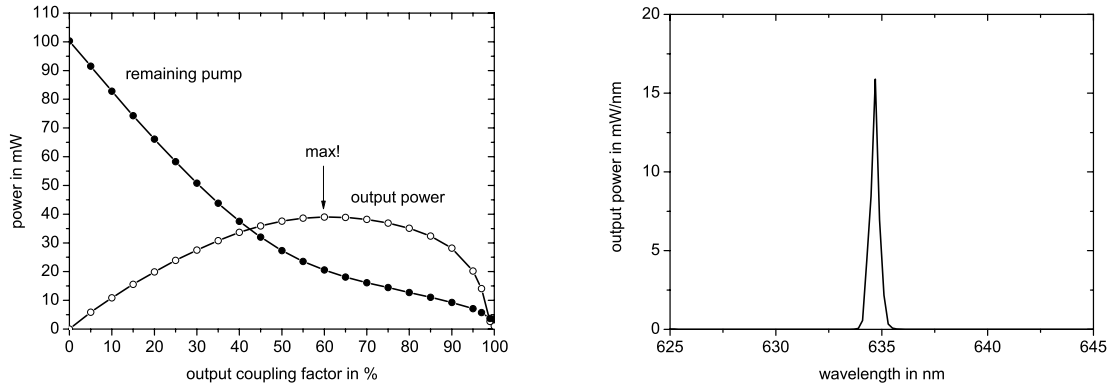 110
100
90
80
70
60
50
40
30
20
10
0
power in mW
remaining pump
max!
output power
0 10 20 30 40 50 60 70 80 90 100
output coupling factor in %
20
15
10
5
0
output power in mW/nm
625 630 635 640 645
wavelength in nm